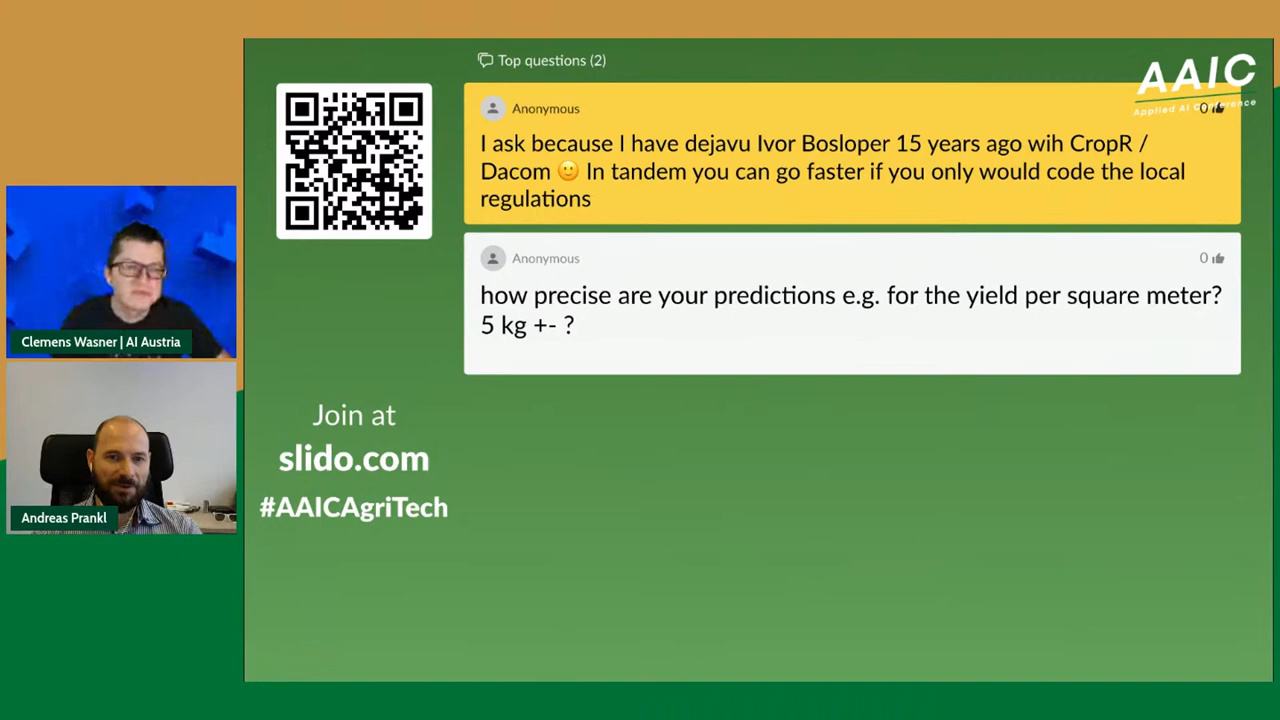 Top questions (2)
AAIC
Applied AI Conference
Anonymous
0
I ask because I have dejavu Ivor Bosloper 15 years ago wih CropR /
Dacom 🙂 In tandem you can go faster if you only would code the local
regulations
Anonymous
0
how precise are your predictions e.g. for the yield per square meter?
5 kg +- ?
Clemens Wasner | AI Austria
Andreas Prankl
Join at
slido.com
#AAICAgriTech